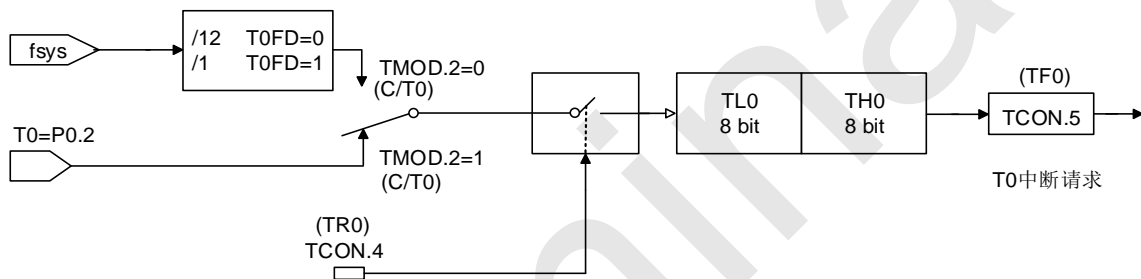 fsys
/12 T0FD=0
/1 T0FD=1
TMOD.2=0
(C/T0)
T0=P0.2
TMOD.2=1
(C/T0)
(TR0)
TCON.4
TL0
8 bit
TH0
8 bit
(TF0)
TCON.5
T0中断请求